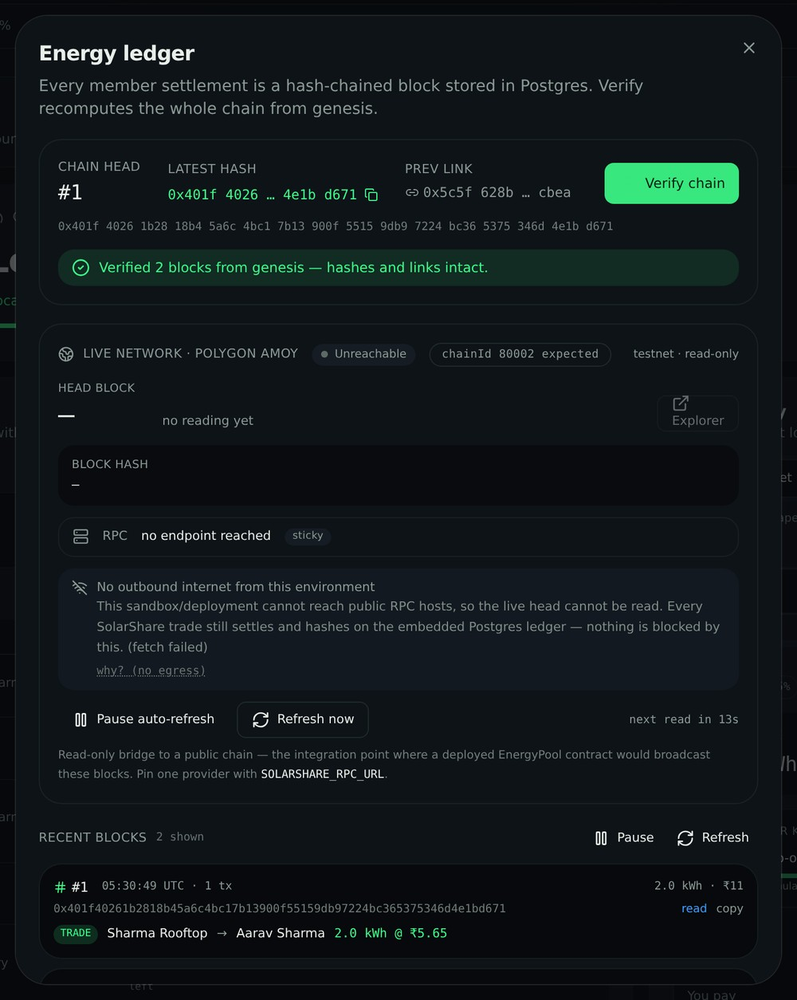 Energy ledger
Every member settlement is a hash-chained block stored in Postgres. Verify
recomputes the whole chain from genesis.
CHAIN HEAD
#1
LATEST HASH
0x401f 4026 … 4e1b d671
PREV LINK
0x5c5f 628b … cbea
Verify chain
0x401f 4026 1b28 18b4 5a6c 4bc1 7b13 900f 5515 9db9 7224 bc36 5375 346d 4e1b d671
Verified 2 blocks from genesis — hashes and links intact.
LIVE NETWORK · POLYGON AMOY
Unreachable
chainId 80002 expected
testnet · read-only
HEAD BLOCK
—
no reading yet
Explorer
BLOCK HASH
—
RPC no endpoint reached sticky
No outbound internet from this environment
This sandbox/deployment cannot reach public RPC hosts, so the live head cannot be read. Every
SolarShare trade still settles and hashes on the embedded Postgres ledger — nothing is blocked by
this. (fetch failed)
why? (no egress)
Pause auto-refresh
Refresh now
next read in 13s
Read-only bridge to a public chain — the integration point where a deployed EnergyPool contract would broadcast
these blocks. Pin one provider with SOLARSHARE_RPC_URL.
RECENT BLOCKS 2 shown
Pause
Refresh
#1 05:30:49 UTC · 1 tx
2.0 kWh · ₹11
0x401f40261b2818b45a6c4bc17b13900f55159db97224bc365375346d4e1bd671
read copy
TRADE Sharma Rooftop → Aarav Sharma 2.0 kWh @ ₹5.65
left
You pay